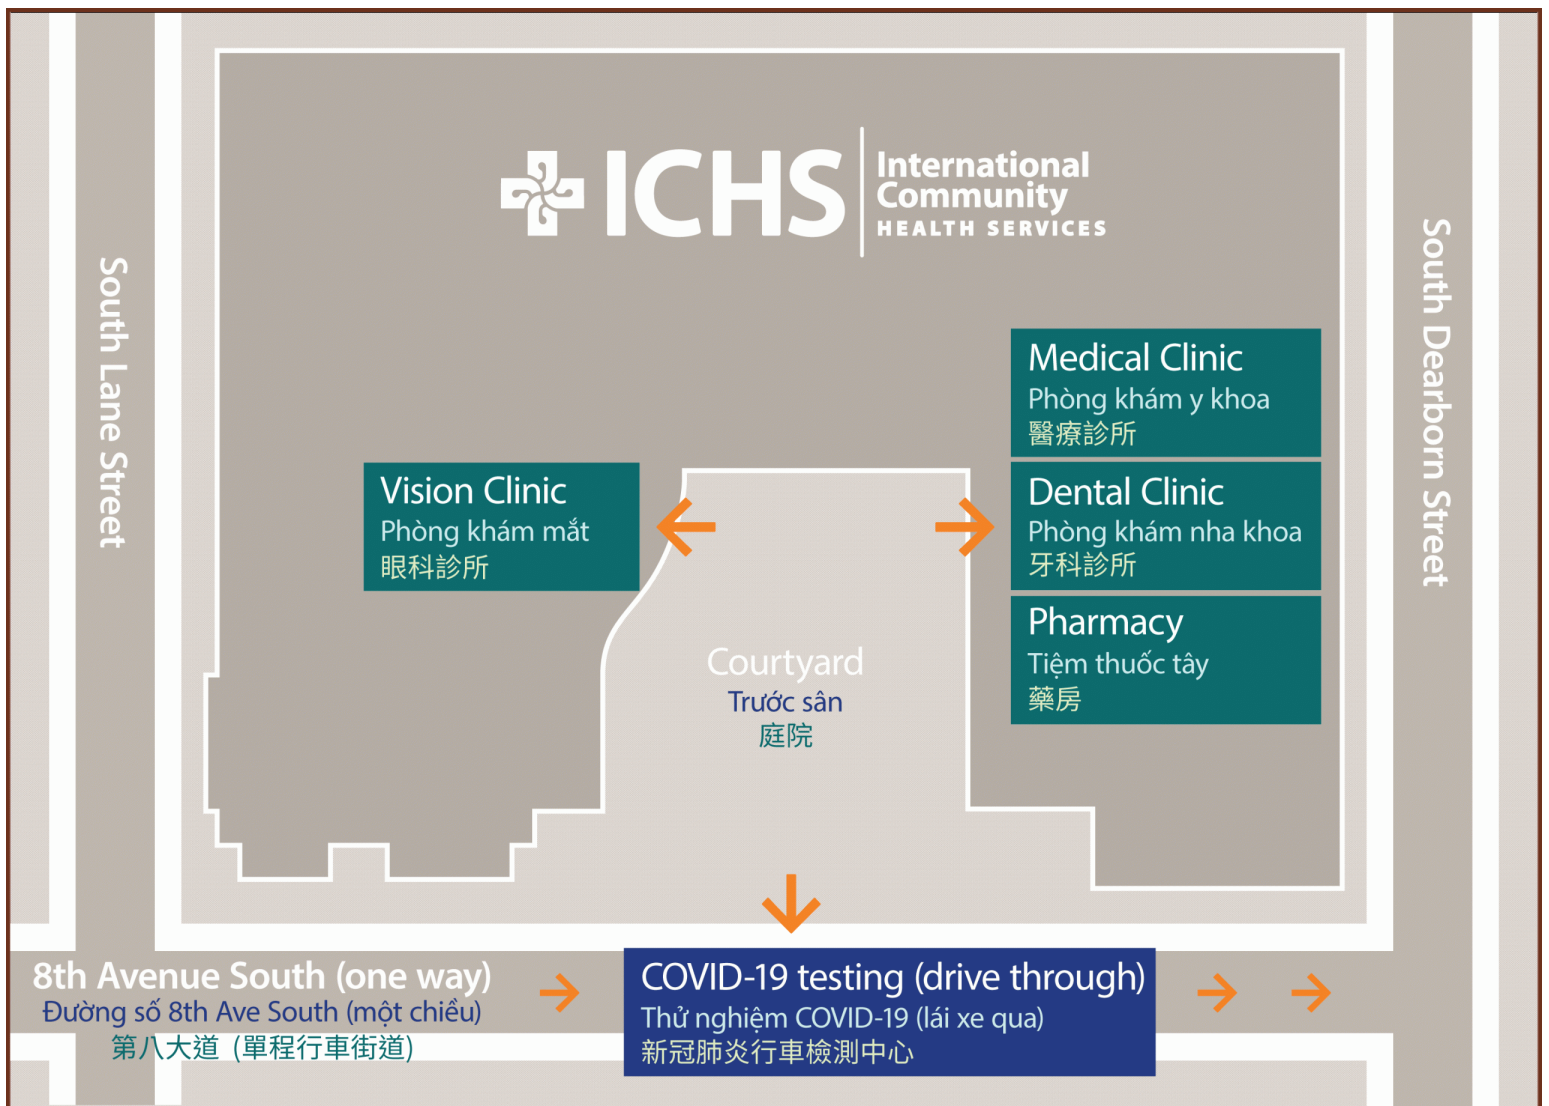 ICHS
International
Community
HEALTH SERVICES
South Lane Street
South Dearborn Street
Medical Clinic
Phòng khám y khoa
醫療診所
Vision Clinic
Phòng khám mắt
眼科診所
Dental Clinic
Phòng khám nha khoa
牙科診所
Pharmacy
Tiệm thuốc tây
藥房
Courtyard
Trước sân
庭院
8th Avenue South (one way)
Đường số 8th Ave South (một chiều)
第八大道 (單程行車街道)
COVID-19 testing (drive through)
Thử nghiệm COVID-19 (lái xe qua)
新冠肺炎行車檢測中心